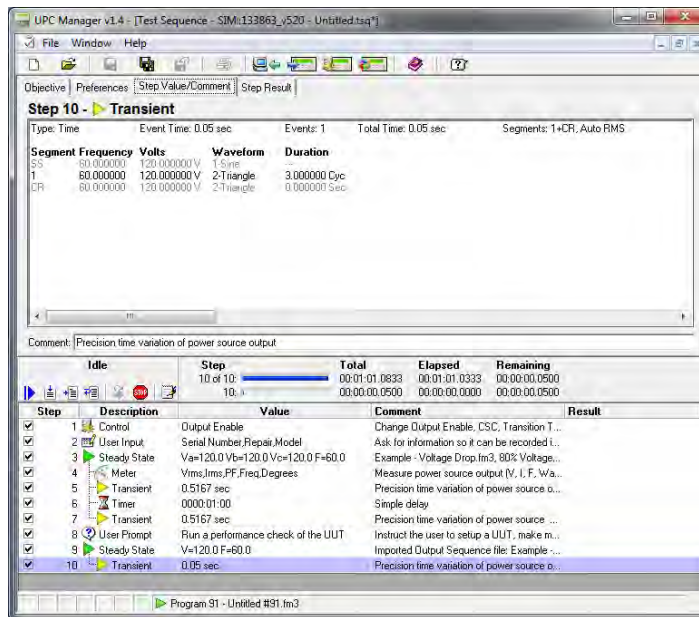 UPC Manager v1.4 - [Test Sequence - SIM:133863_v520 - Untitled.tsq*]
File Window Help
Objective Preferences Step Value/Comment Step Result
Step 10 - Transient
Type: Time Event Time: 0.05 sec Events: 1 Total Time: 0.05 sec Segments: 1+CR, Auto RMS
Segment Frequency Volts Waveform Duration
SS 60.000000 120.000000 V 1-Sine ---
1 60.000000 120.000000 V 2-Triangle 3.000000 Cyc
CR 60.000000 120.000000 V 2-Triangle 0.000000 Sec
Comment: Precision time variation of power source output
Idle Step Total Elapsed Remaining
10 of 10: 00:01:01.0833 00:01:01.0333 00:00:00.0500
10: 00:00:00.0500 00:00:00.0000 00:00:00.0500
STOP
Step Description Value Comment Result
1 Control Output Enable Change Output Enable, CSC, Transition T...
2 User Input Serial Number,Repair,Model Ask for information so it can be recorded i...
3 Steady State Va=120.0 Vb=120.0 Vc=120.0 F=60.0 Example - Voltage Drop.fm3, 80% Voltage...
4 Meter Vrms,Irms,PF,Freq,Degrees Measure power source output (V, I, F, Wa...
5 Transient 0.5167 sec Precision time variation of power source o...
6 Timer 0000:01:00 Simple delay
7 Transient 0.5167 sec Precision time variation of power source ...
8 User Prompt Run a performance check of the UUT Instruct the user to setup a UUT, make m...
9 Steady State V=120.0 F=60.0 Imported Output Sequence file: Example -...
10 Transient 0.05 sec Precision time variation of power source o...
Program 91 - Untitled #91.fm3